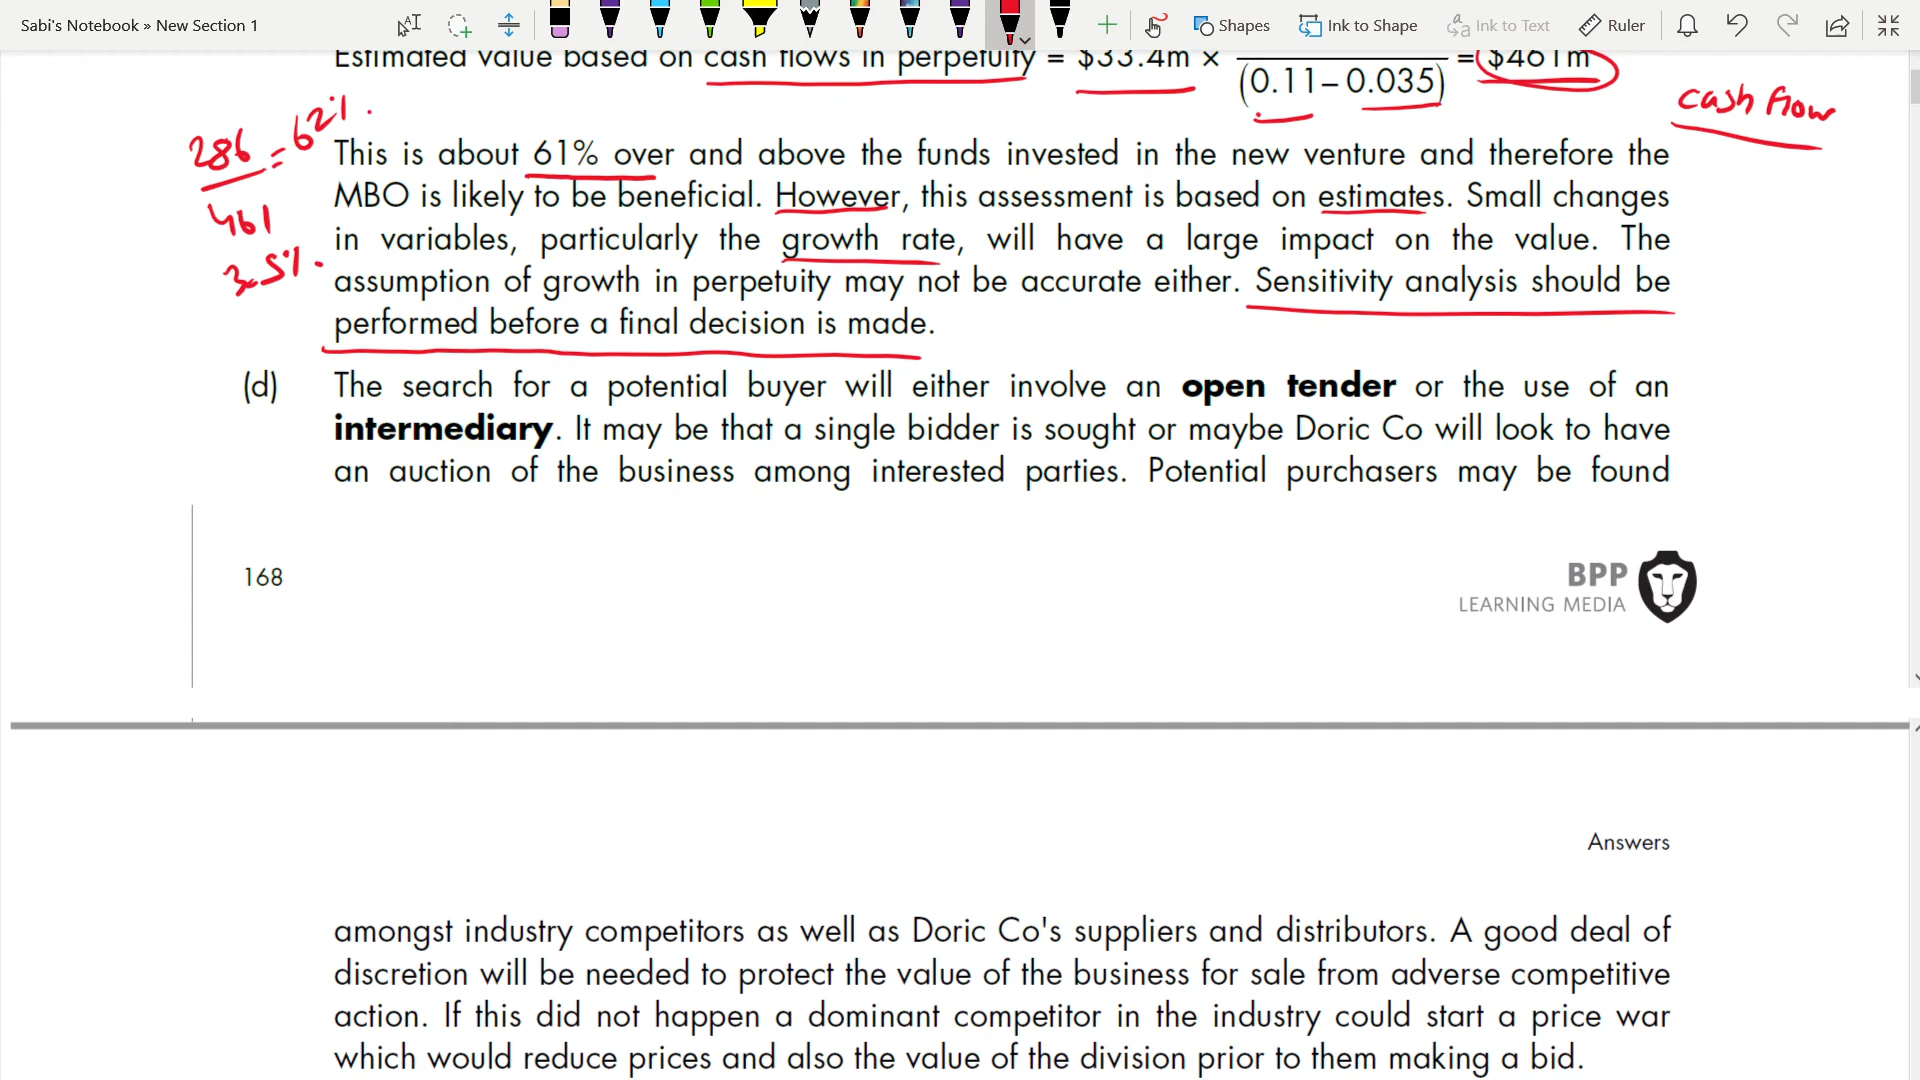 Sabi's Notebook » New Section 1
Shapes
Ink to Shape
Ink to Text
Ruler
Estimated value based on cash flows in perpetuity = $33.4m × (0.11 – 0.035) = $461m
cash flow
286 = 62%.
461
3.5%.
This is about 61% over and above the funds invested in the new venture and therefore the
MBO is likely to be beneficial. However, this assessment is based on estimates. Small changes
in variables, particularly the growth rate, will have a large impact on the value. The
assumption of growth in perpetuity may not be accurate either. Sensitivity analysis should be
performed before a final decision is made.
(d) The search for a potential buyer will either involve an open tender or the use of an
intermediary. It may be that a single bidder is sought or maybe Doric Co will look to have
an auction of the business among interested parties. Potential purchasers may be found
168
BPP
LEARNING MEDIA
Answers
amongst industry competitors as well as Doric Co's suppliers and distributors. A good deal of
discretion will be needed to protect the value of the business for sale from adverse competitive
action. If this did not happen a dominant competitor in the industry could start a price war
which would reduce prices and also the value of the division prior to them making a bid.